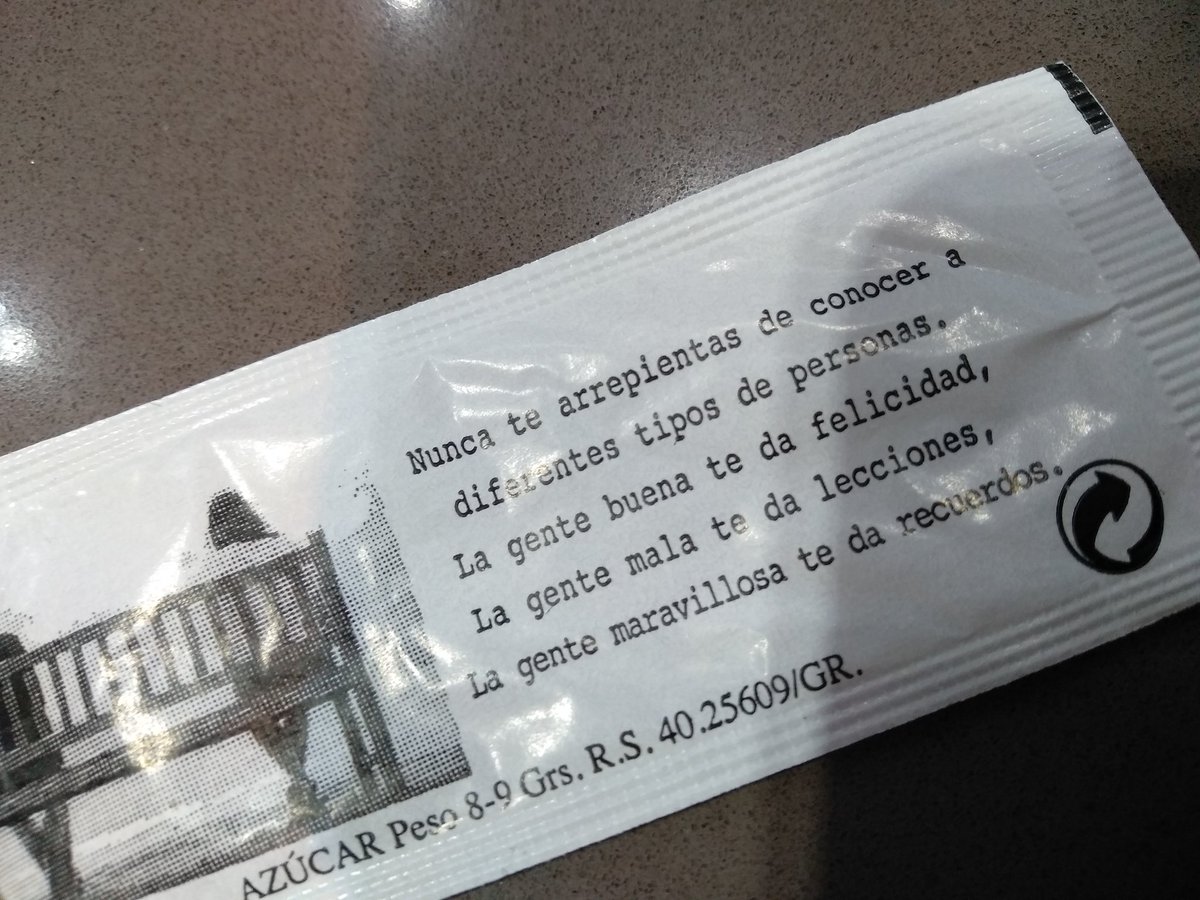 Nunca te arrepientas de conocer a
diferentes tipos de personas.
La gente buena te da felicidad,
La gente mala te da lecciones,
La gente maravillosa te da recuerdos.
AZÚCAR Peso 8-9 Grs. R.S. 40.25609/GR.